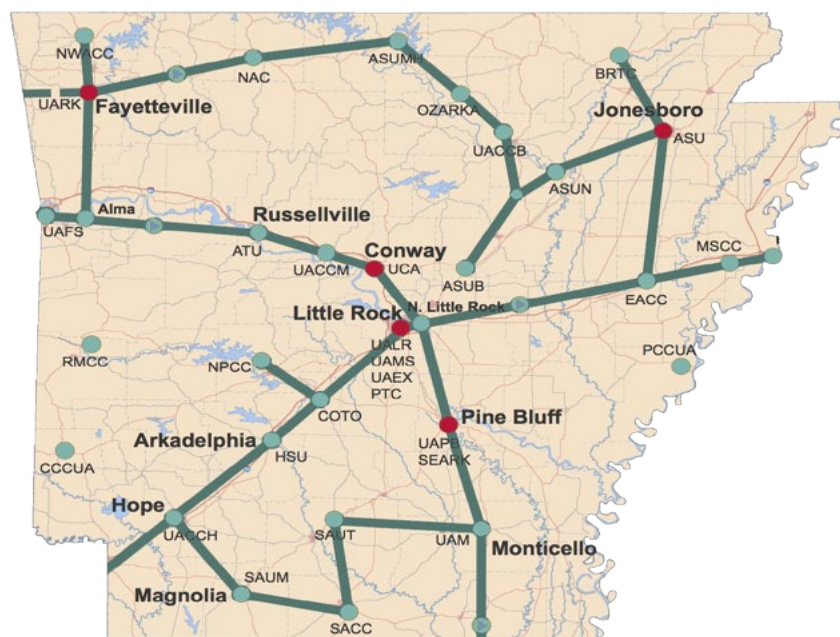 NWACC
NAC
ASUMH
BRTC
UARK
Fayetteville
OZARKA
Jonesboro
ASU
UACCB
ASUN
Alma
UAFS
Russellville
ATU
UACCM
Conway
UCA
ASUB
MSCC
EACC
Little Rock
N. Little Rock
UALR
UAMS
UAEX
PTC
RMCC
NPCC
PCCUA
COTO
Pine Bluff
UAPB
SEARK
Arkadelphia
HSU
CCCUA
Hope
UACCH
SAUT
UAM
Monticello
SAUM
Magnolia
SACC